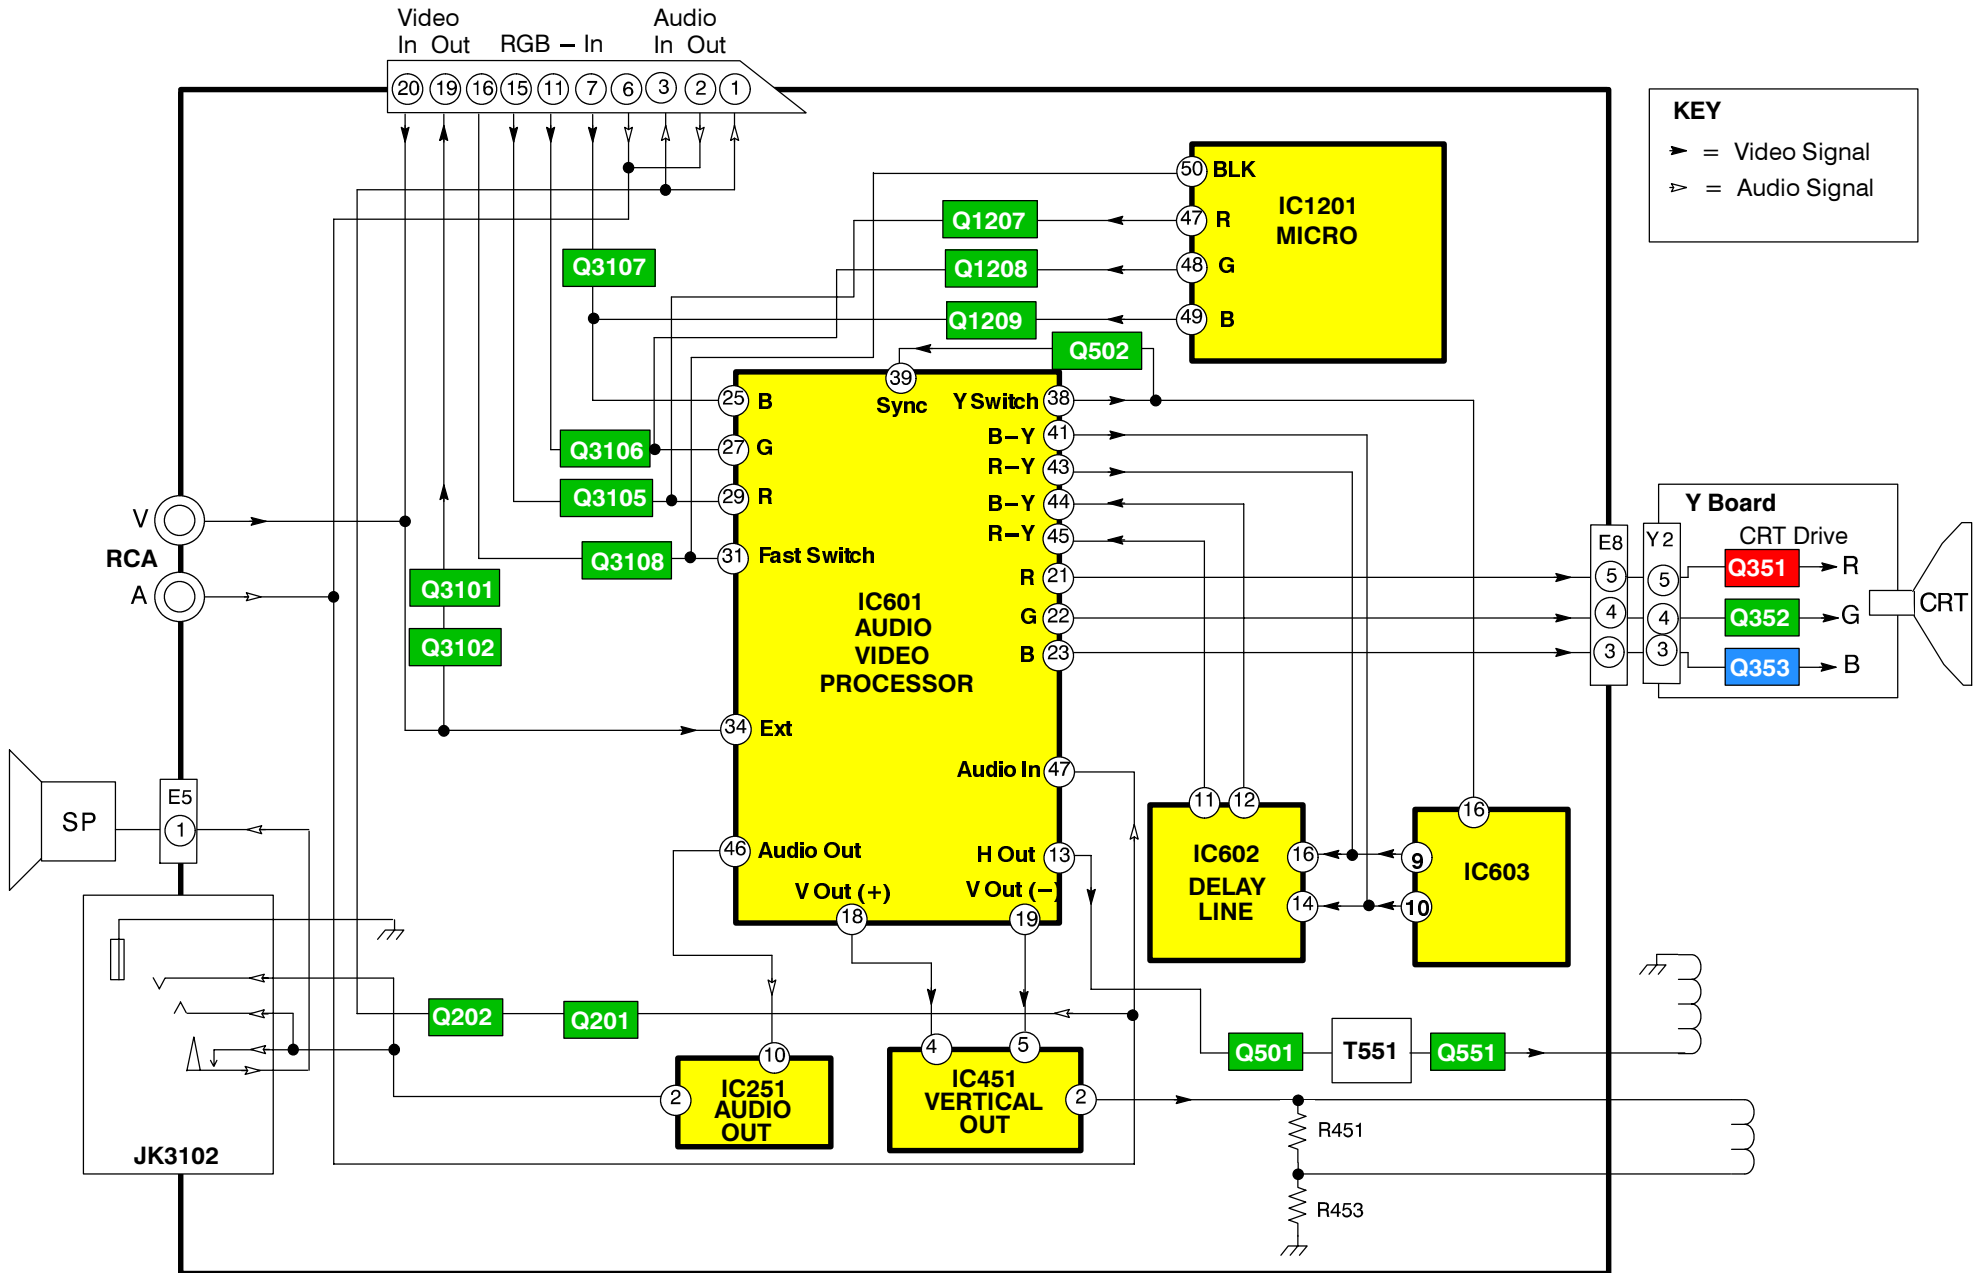 Video Audio
In Out RGB – In In Out
20 19 16 15 11 7 6 3 2 1
KEY
= Video Signal
= Audio Signal
50 BLK
IC1201
MICRO
47 R
48 G
49 B
Q1207
Q1208
Q1209
Q3107
Q502
39
Sync
25 B
27 G
29 R
31 Fast Switch
34 Ext
46 Audio Out
Y Switch 38
B–Y 41
R–Y 43
B–Y 44
R–Y 45
R 21
G 22
B 23
IC601
AUDIO
VIDEO
PROCESSOR
Audio In 47
H Out 13
V Out (+) V Out (–)
18 19
Q3106
Q3105
Q3108
Q3101
Q3102
V
RCA
A
SP
E5
1
JK3102
E8
5
4
3
Y2
5
4
3
Y Board
CRT Drive
Q351 R
Q352 G
Q353 B
CRT
11 12
16
14
IC602
DELAY
LINE
16
9
10
IC603
Q202
Q201
10
2
IC251
AUDIO
OUT
4 5
2
IC451
VERTICAL
OUT
Q501
T551
Q551
R451
R453